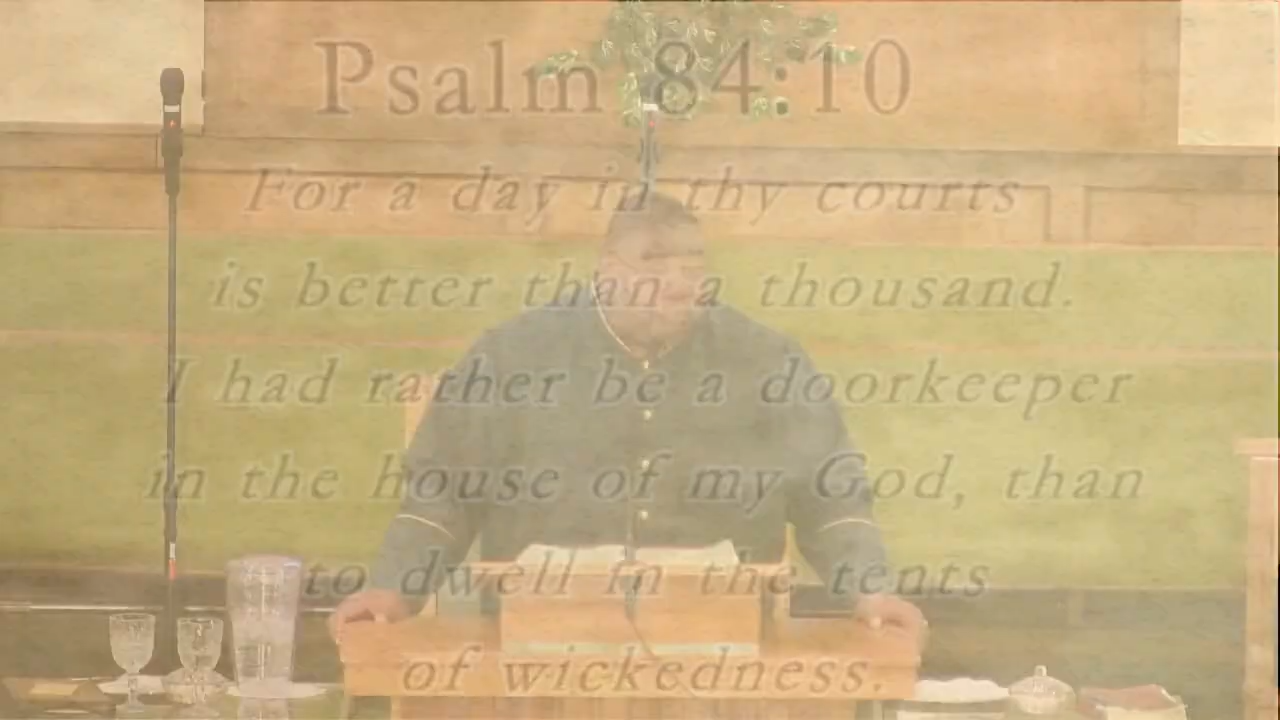 Psalm 84:10
For a day in thy courts
is better than a thousand.
I had rather be a doorkeeper
in the house of my God, than
to dwell in the tents
of wickedness.